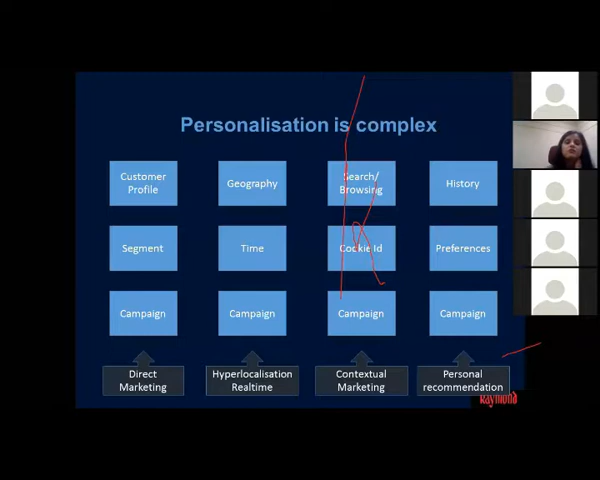 Personalisation is complex
Customer
Profile
Geography
Search/
Browsing
History
Segment
Time
Cookie Id
Preferences
Campaign
Campaign
Campaign
Campaign
Direct
Marketing
Hyperlocalisation
Realtime
Contextual
Marketing
Personal
recommendation
Raymond